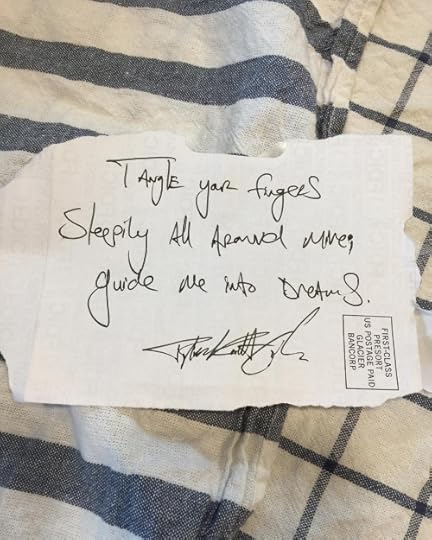 Tangle your fingers
Sleepily all around mine;
guide me into dreams.
FIRST-CLASS
PRESORT
US POSTAGE PAID
GLACIER
BANCORP